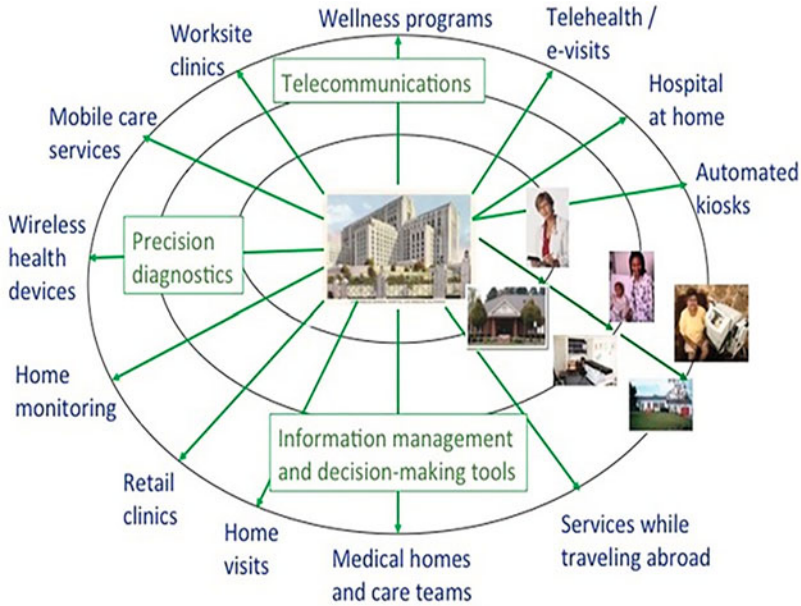 Wellness programs
Telehealth /
e-visits
Worksite
clinics
Telecommunications
Hospital
at home
Mobile care
services
Automated
kiosks
Wireless
health
devices
Precision
diagnostics
Home
monitoring
Information management
and decision-making tools
Retail
clinics
Home
visits
Medical homes
and care teams
Services while
traveling abroad